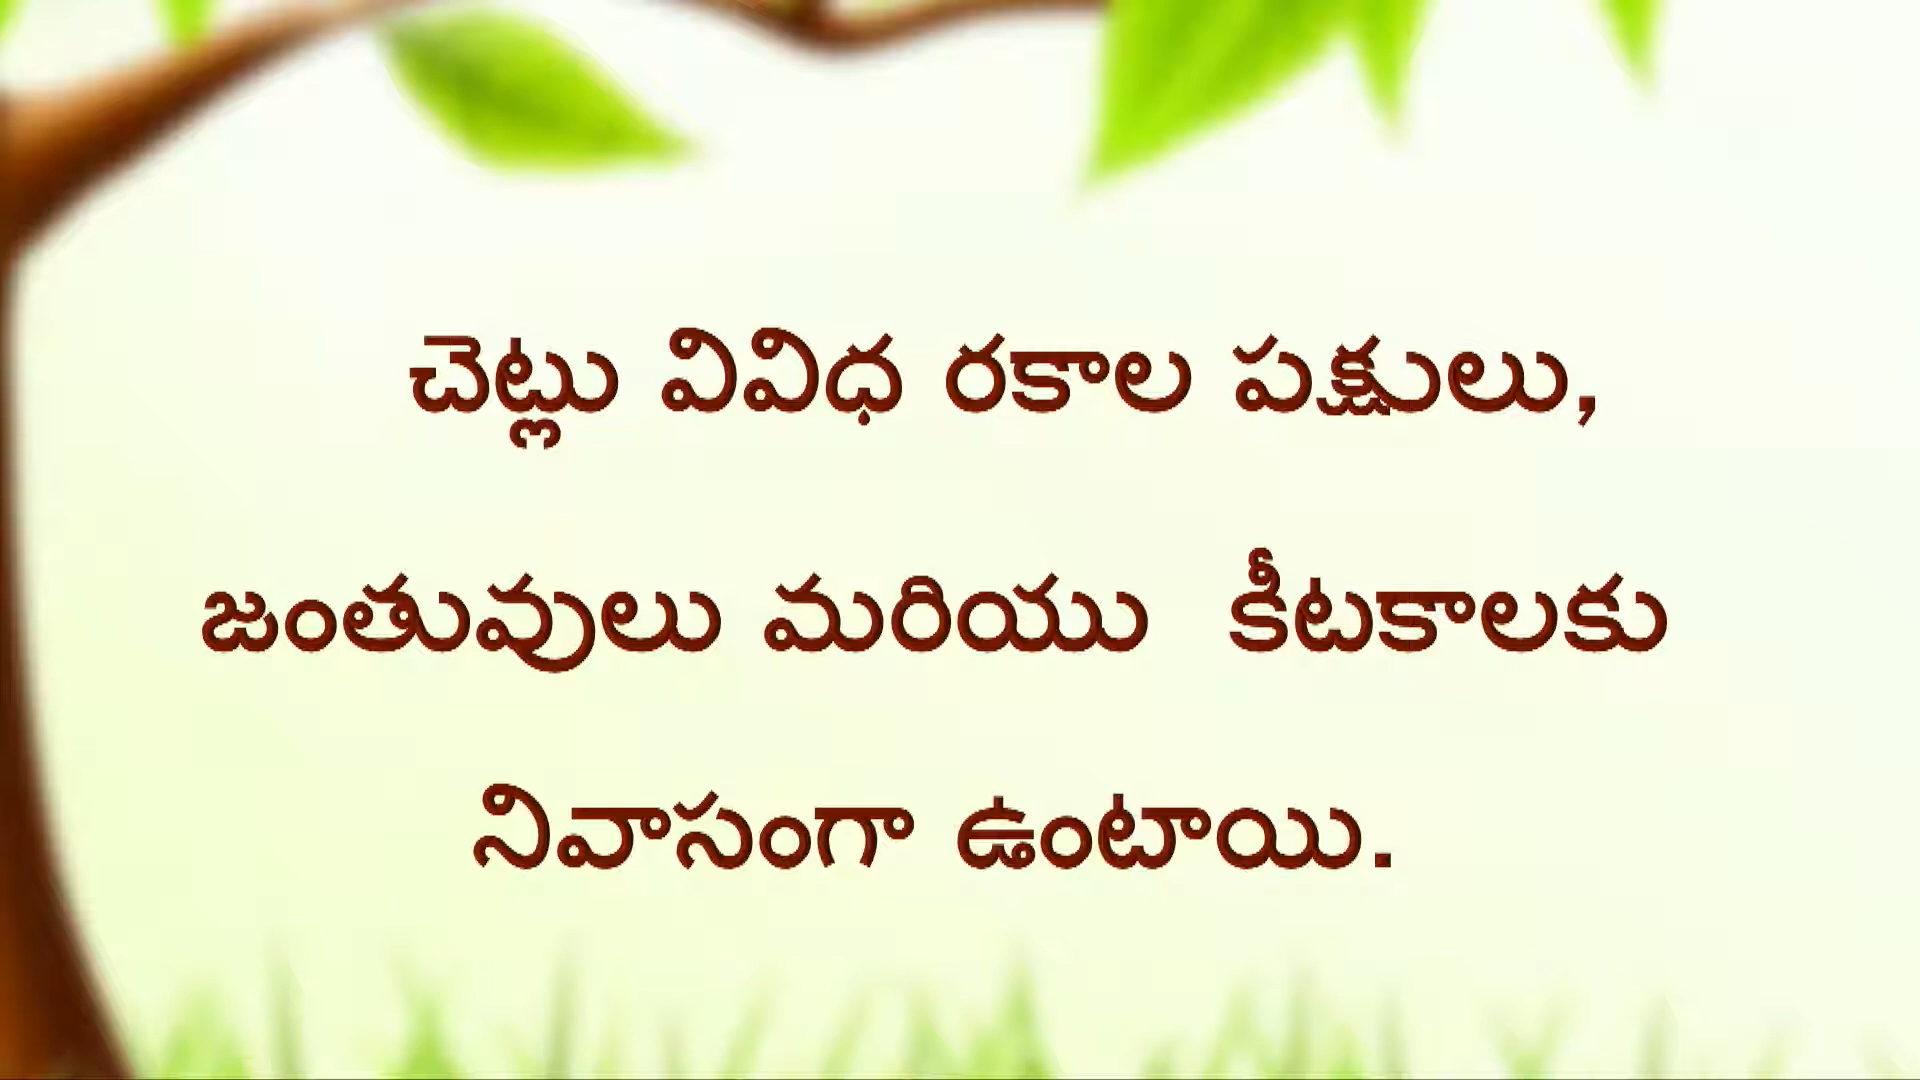 చెట్లు వివిధ రకాల పక్షులు,
జంతువులు మరియు  కీటకాలకు
నివాసంగా ఉంటాయి.